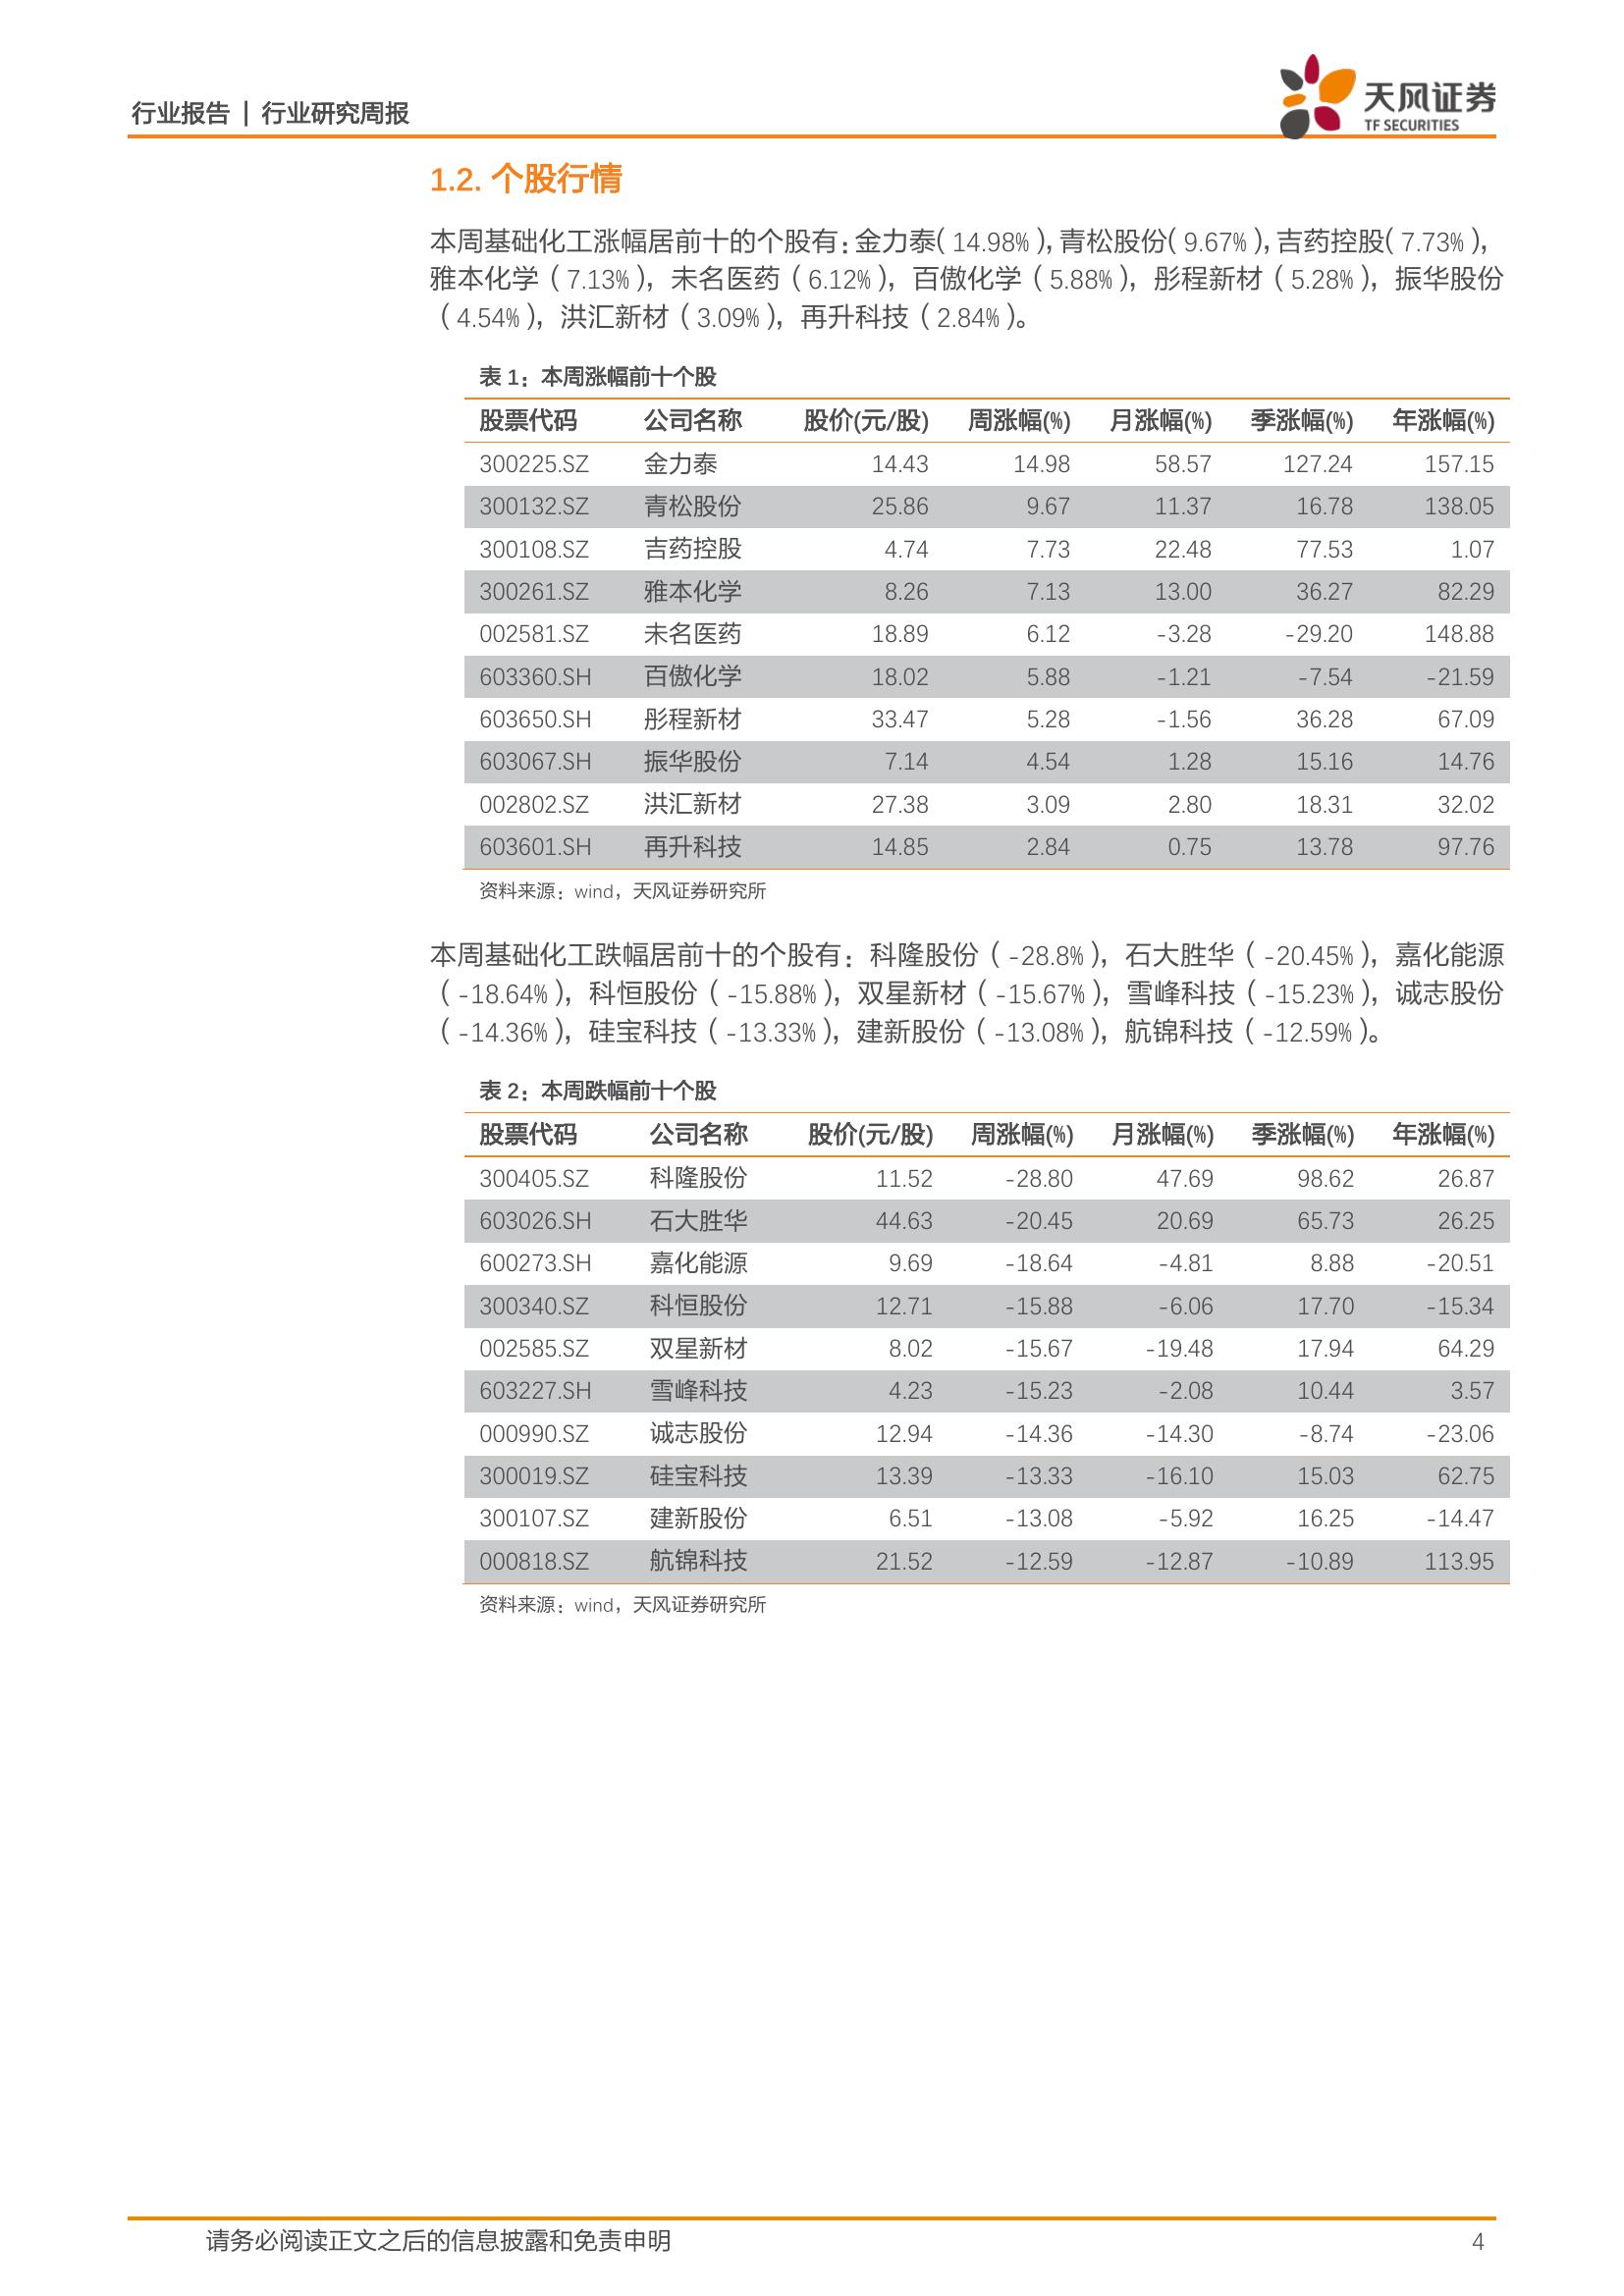 行业报告 | 行业研究周报
天风证券
TF SECURITIES
1.2. 个股行情
本周基础化工涨幅居前十的个股有：金力泰（14.98%），青松股份（9.67%），吉药控股（7.73%），
雅本化学（7.13%），未名医药（6.12%），百傲化学（5.88%），彤程新材（5.28%），振华股份
（4.54%），洪汇新材（3.09%），再升科技（2.84%）。
表 1：本周涨幅前十个股
股票代码 公司名称 股价(元/股) 周涨幅(%) 月涨幅(%) 季涨幅(%) 年涨幅(%)
300225.SZ 金力泰 14.43 14.98 58.57 127.24 157.15
300132.SZ 青松股份 25.86 9.67 11.37 16.78 138.05
300108.SZ 吉药控股 4.74 7.73 22.48 77.53 1.07
300261.SZ 雅本化学 8.26 7.13 13.00 36.27 82.29
002581.SZ 未名医药 18.89 6.12 -3.28 -29.20 148.88
603360.SH 百傲化学 18.02 5.88 -1.21 -7.54 -21.59
603650.SH 彤程新材 33.47 5.28 -1.56 36.28 67.09
603067.SH 振华股份 7.14 4.54 1.28 15.16 14.76
002802.SZ 洪汇新材 27.38 3.09 2.80 18.31 32.02
603601.SH 再升科技 14.85 2.84 0.75 13.78 97.76
资料来源：wind，天风证券研究所
本周基础化工跌幅居前十的个股有：科隆股份（-28.8%），石大胜华（-20.45%），嘉化能源
（-18.64%），科恒股份（-15.88%），双星新材（-15.67%），雪峰科技（-15.23%），诚志股份
（-14.36%），硅宝科技（-13.33%），建新股份（-13.08%），航锦科技（-12.59%）。
表 2：本周跌幅前十个股
股票代码 公司名称 股价(元/股) 周涨幅(%) 月涨幅(%) 季涨幅(%) 年涨幅(%)
300405.SZ 科隆股份 11.52 -28.80 47.69 98.62 26.87
603026.SH 石大胜华 44.63 -20.45 20.69 65.73 26.25
600273.SH 嘉化能源 9.69 -18.64 -4.81 8.88 -20.51
300340.SZ 科恒股份 12.71 -15.88 -6.06 17.70 -15.34
002585.SZ 双星新材 8.02 -15.67 -19.48 17.94 64.29
603227.SH 雪峰科技 4.23 -15.23 -2.08 10.44 3.57
000990.SZ 诚志股份 12.94 -14.36 -14.30 -8.74 -23.06
300019.SZ 硅宝科技 13.39 -13.33 -16.10 15.03 62.75
300107.SZ 建新股份 6.51 -13.08 -5.92 16.25 -14.47
000818.SZ 航锦科技 21.52 -12.59 -12.87 -10.89 113.95
资料来源：wind，天风证券研究所
请务必阅读正文之后的信息披露和免责申明 4